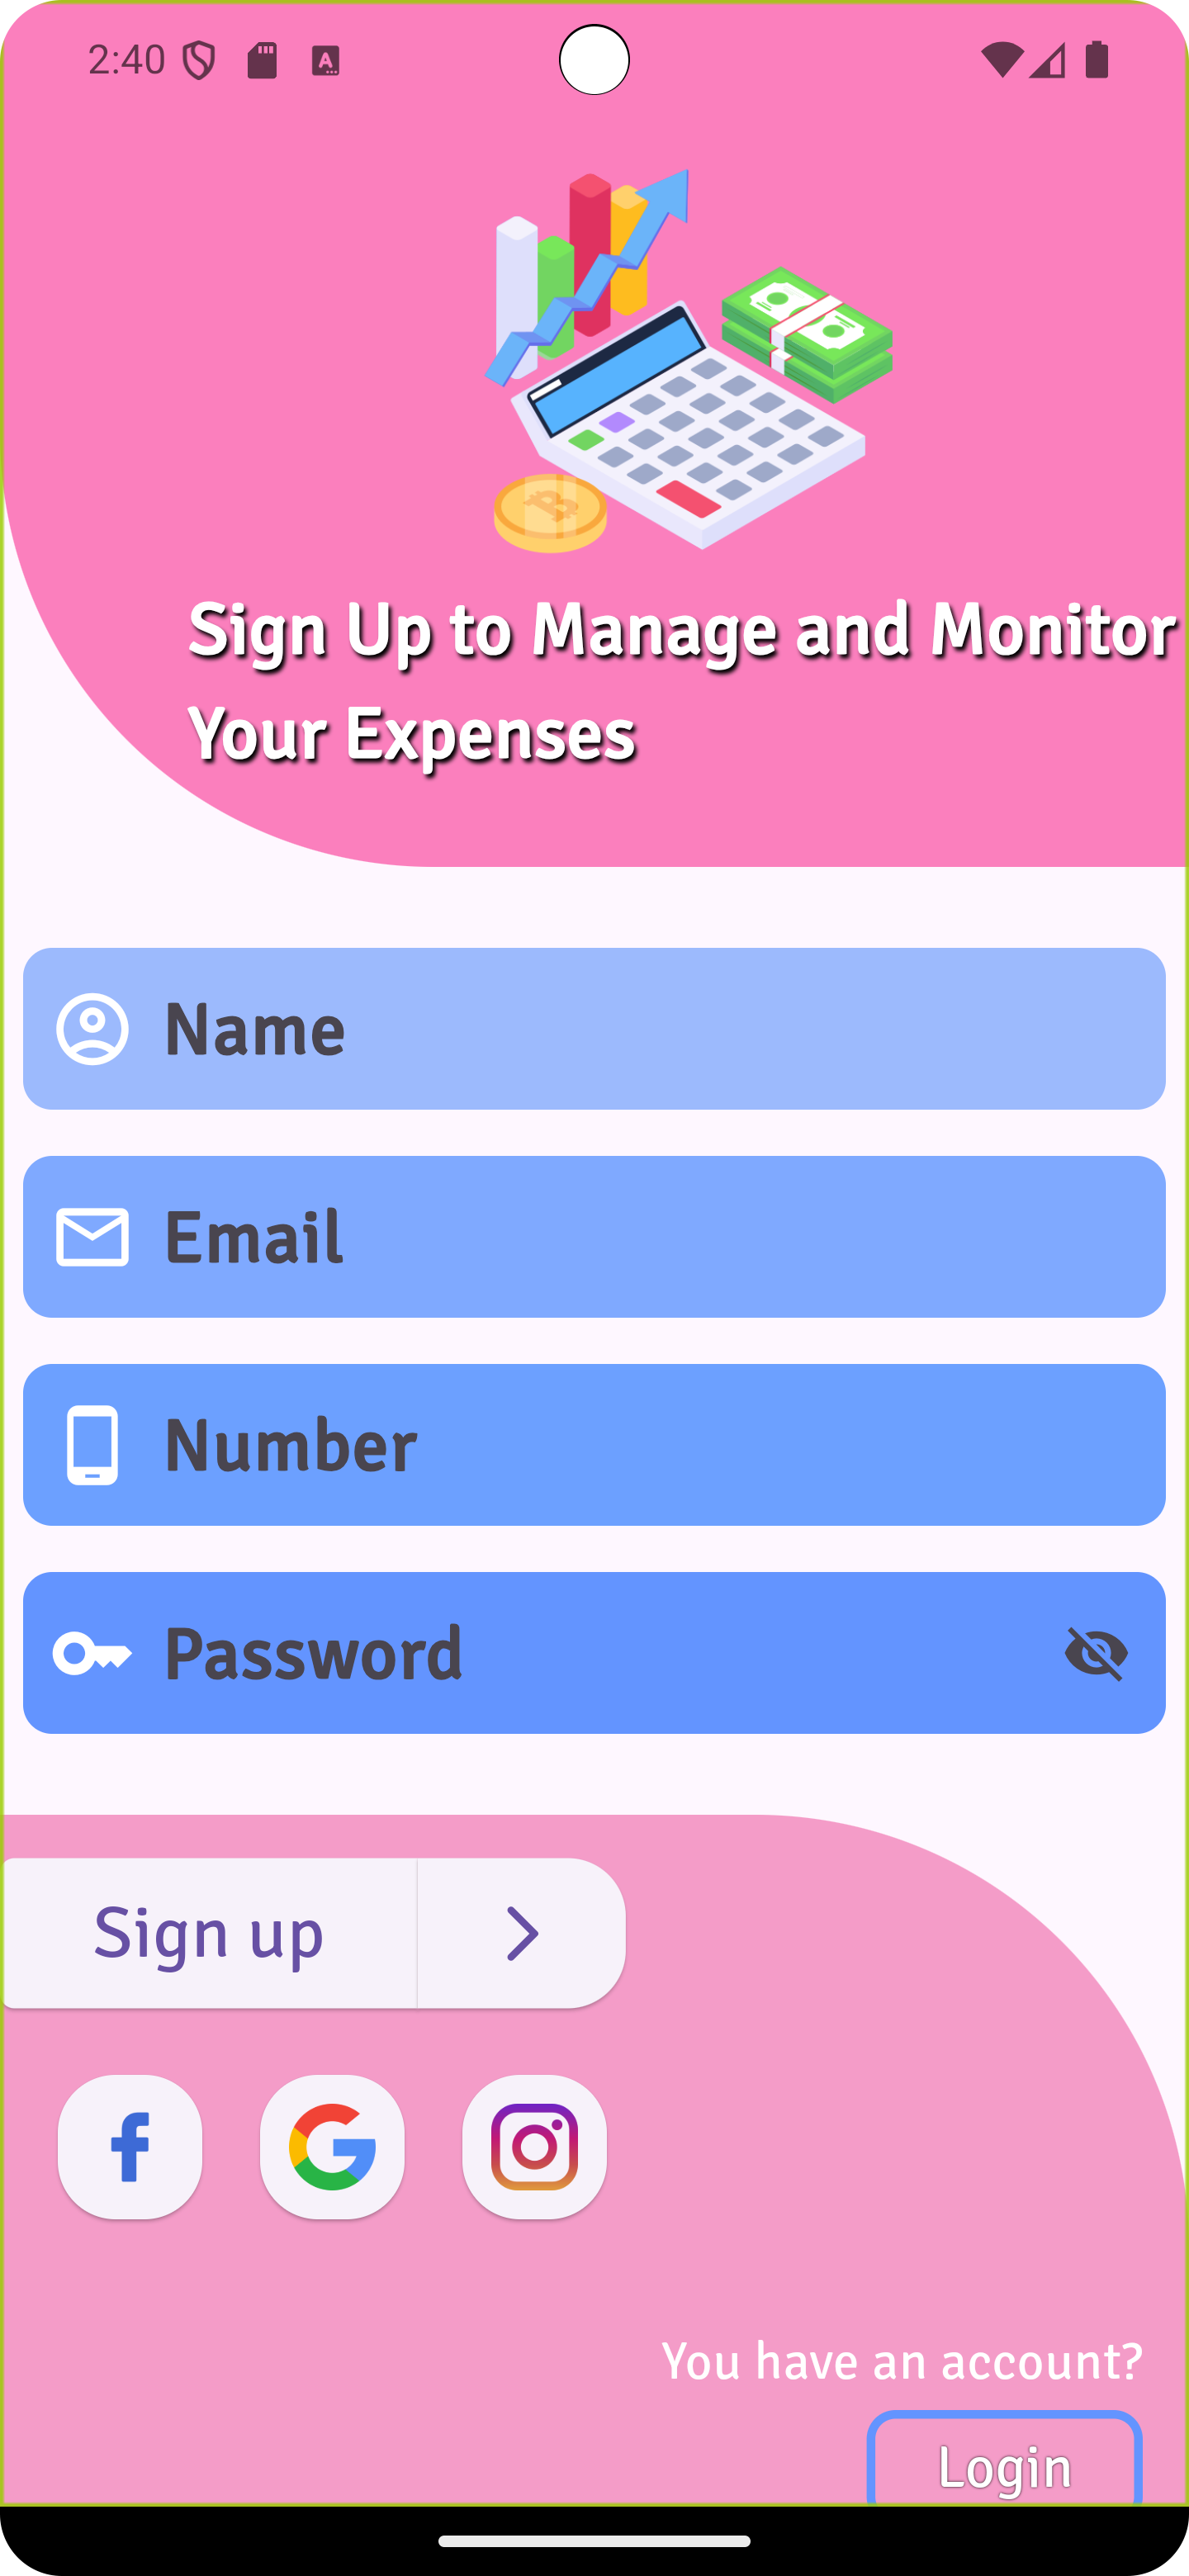 2:40
Sign Up to Manage and Monitor
Your Expenses
Name
Email
Number
Password
Sign up
You have an account?
Login